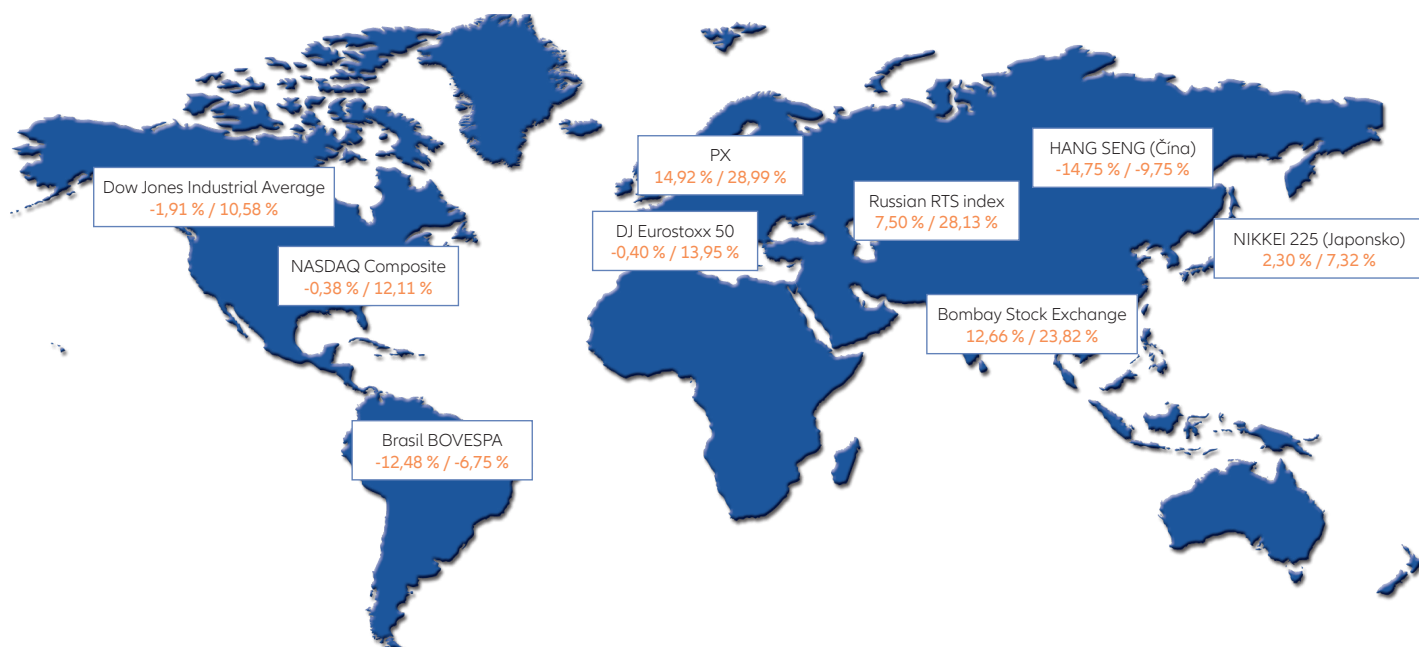 PX
14,92 % / 28,99 %
HANG SENG (Čína)
-14,75 % / -9,75 %
Dow Jones Industrial Average
-1,91 % / 10,58 %
Russian RTS index
7,50 % / 28,13 %
DJ Eurostoxx 50
-0,40 % / 13,95 %
NIKKEI 225 (Japonsko)
2,30 % / 7,32 %
NASDAQ Composite
-0,38 % / 12,11 %
Bombay Stock Exchange
12,66 % / 23,82 %
Brasil BOVESPA
-12,48 % / -6,75 %